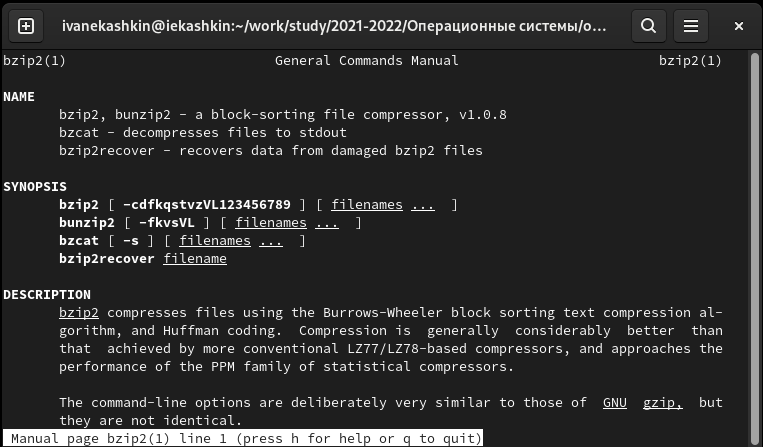 ivanekashkin@iekashkin:~/work/study/2021-2022/Операционные системы/о...
bzip2(1) General Commands Manual bzip2(1)
NAME
bzip2, bunzip2 - a block-sorting file compressor, v1.0.8
bzcat - decompresses files to stdout
bzip2recover - recovers data from damaged bzip2 files
SYNOPSIS
bzip2 [ -cdfkqstvzVL123456789 ] [ filenames ... ]
bunzip2 [ -fkvsVL ] [ filenames ... ]
bzcat [ -s ] [ filenames ... ]
bzip2recover filename
DESCRIPTION
bzip2 compresses files using the Burrows-Wheeler block sorting text compression al-
gorithm, and Huffman coding. Compression is generally considerably better than
that achieved by more conventional LZ77/LZ78-based compressors, and approaches the
performance of the PPM family of statistical compressors.
The command-line options are deliberately very similar to those of GNU gzip, but
they are not identical.
Manual page bzip2(1) line 1 (press h for help or q to quit)